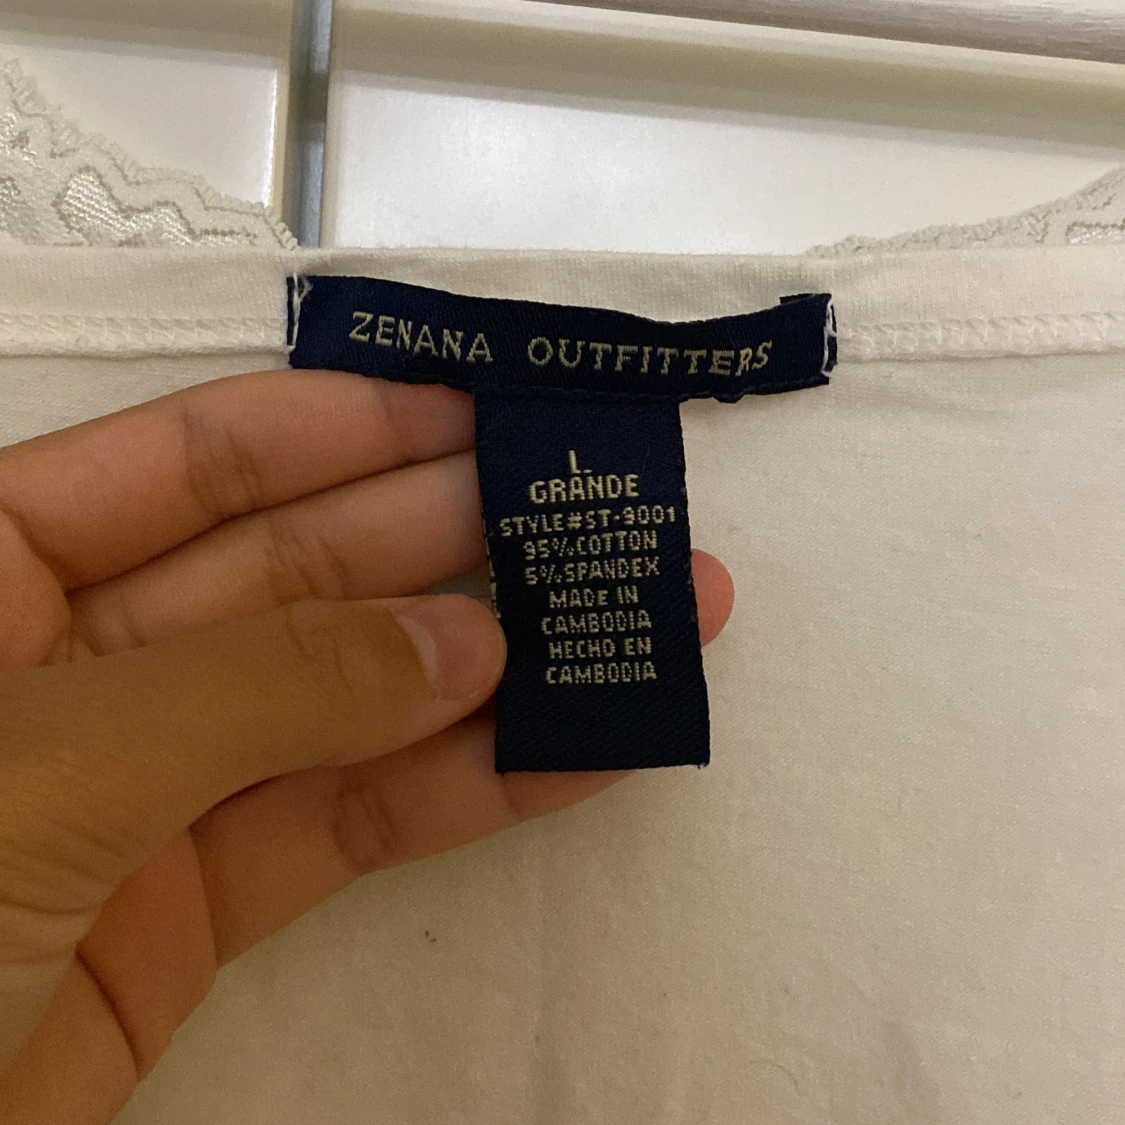 ZENANA OUTFITTERS
L.
GRANDE
STYLE#ST-9001
95%COTTON
5%SPANDEX
MADE IN
CAMBODIA
HECHO EN
CAMBODIA